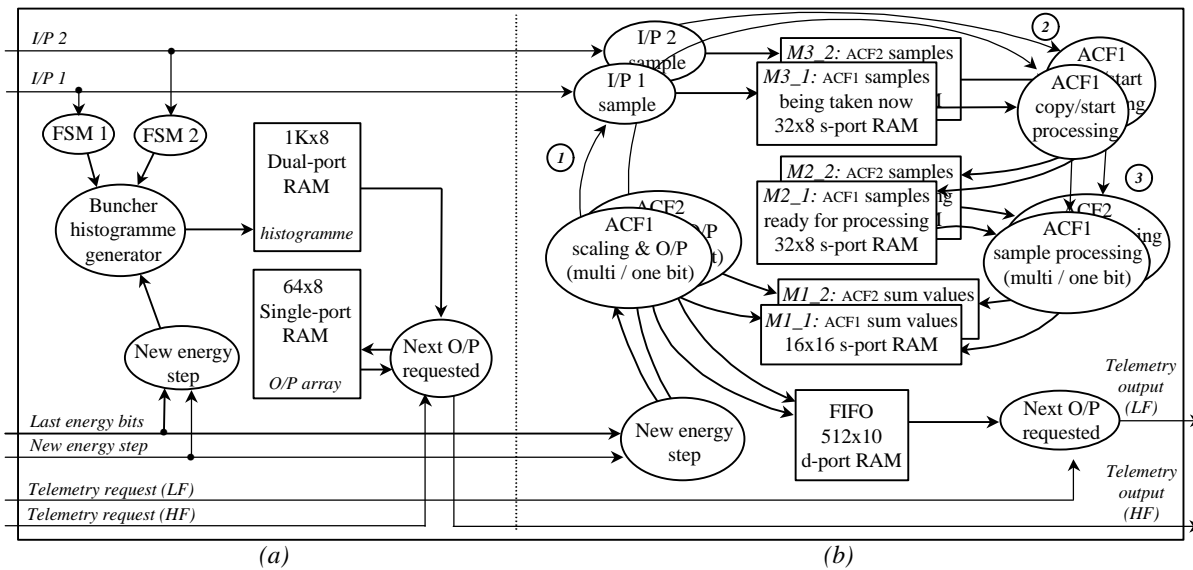 I/P 2
I/P 1
FSM 1
FSM 2
Buncher
histogramme
generator
1Kx8
Dual-port
RAM
histogramme
64x8
Single-port
RAM
O/P array
New energy
step
Next O/P
requested
Last energy bits
New energy step
Telemetry request (LF)
Telemetry request (HF)
(a)
I/P 2
sample
I/P 1
sample
1
2
3
M3_2: ACF2 samples
M3_1: ACF1 samples
being taken now
32x8 s-port RAM
ACF1
start
ACF1
copy/start
processing
M2_2: ACF2 samples
M2_1: ACF1 samples
ready for processing
32x8 s-port RAM
ACF2
O/P
ACF1
scaling & O/P
(multi / one bit)
ACF2
ACF1
sample processing
(multi / one bit)
M1_2: ACF2 sum values
M1_1: ACF1 sum values
16x16 s-port RAM
New energy
step
FIFO
512x10
d-port RAM
Next O/P
requested
Telemetry
output
(LF)
Telemetry
output
(HF)
(b)